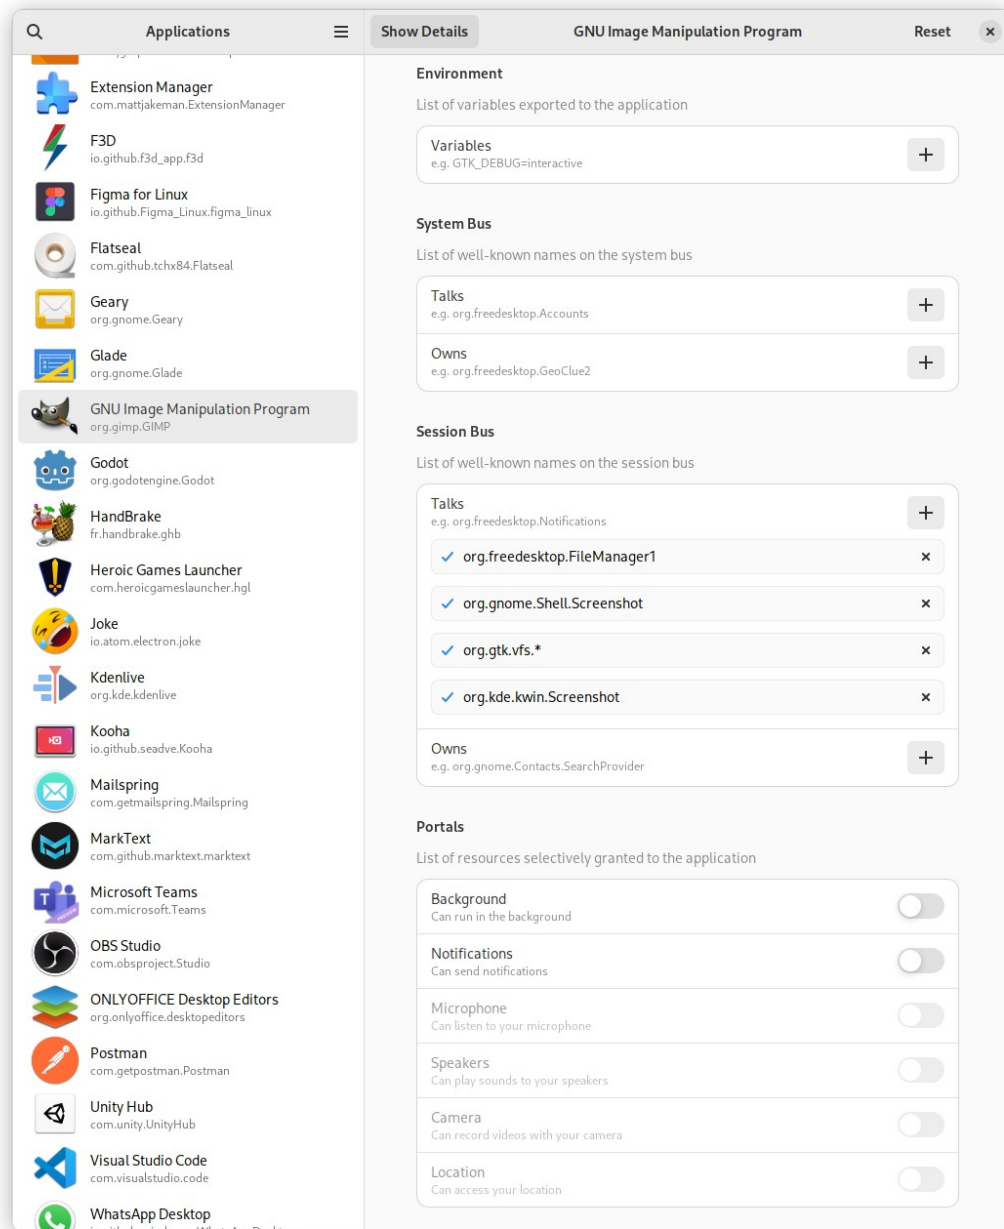 Applications
Show Details
GNU Image Manipulation Program
Reset
Extension Manager
com.mattjakeman.ExtensionManager
F3D
io.github.f3d_app.f3d
Figma for Linux
io.github.Figma_Linux.figma_linux
Flatseal
com.github.tchx84.Flatseal
Geary
org.gnome.Geary
Glade
org.gnome.Glade
GNU Image Manipulation Program
org.gimp.GIMP
Godot
org.godotengine.Godot
HandBrake
fr.handbrake.ghb
Heroic Games Launcher
com.heroicgameslauncher.hgl
Joke
io.atom.electron.joke
Kdenlive
org.kde.kdenlive
Kooha
io.github.seadve.Kooha
Mailspring
com.getmailspring.Mailspring
MarkText
com.github.marktext.marktext
Microsoft Teams
com.microsoft.Teams
OBS Studio
com.obsproject.Studio
ONLYOFFICE Desktop Editors
org.onlyoffice.desktopeditors
Postman
com.getpostman.Postman
Unity Hub
com.unity.UnityHub
Visual Studio Code
com.visualstudio.code
WhatsApp Desktop
Environment
List of variables exported to the application
Variables
e.g. GTK_DEBUG=interactive
System Bus
List of well-known names on the system bus
Talks
e.g. org.freedesktop.Accounts
Owns
e.g. org.freedesktop.GeoClue2
Session Bus
List of well-known names on the session bus
Talks
e.g. org.freedesktop.Notifications
org.freedesktop.FileManager1
org.gnome.Shell.Screenshot
org.gtk.vfs.*
org.kde.kwin.Screenshot
Owns
e.g. org.gnome.Contacts.SearchProvider
Portals
List of resources selectively granted to the application
Background
Can run in the background
Notifications
Can send notifications
Microphone
Can listen to your microphone
Speakers
Can play sounds to your speakers
Camera
Can record videos with your camera
Location
Can access your location